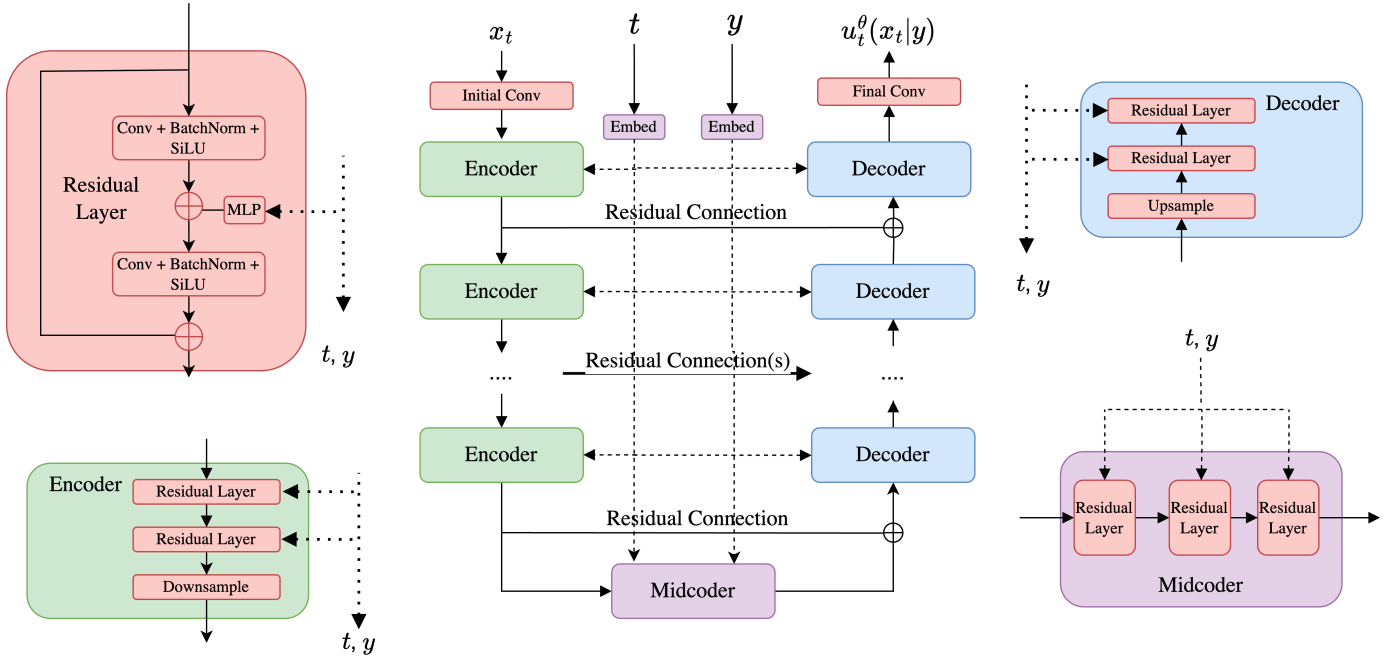 Conv + BatchNorm +
SiLU
Residual
Layer
MLP
Conv + BatchNorm +
SiLU
t, y
Encoder
Residual Layer
Residual Layer
Downsample
t, y
x_t
t
y
u_t^θ(x_t|y)
Initial Conv
Final Conv
Embed
Embed
Encoder
Decoder
Residual Connection
Encoder
Decoder
Residual Connection(s)
....
....
Encoder
Decoder
Residual Connection
Midcoder
Residual Layer
Decoder
Residual Layer
Upsample
t, y
t, y
Residual
Layer
Residual
Layer
Residual
Layer
Midcoder